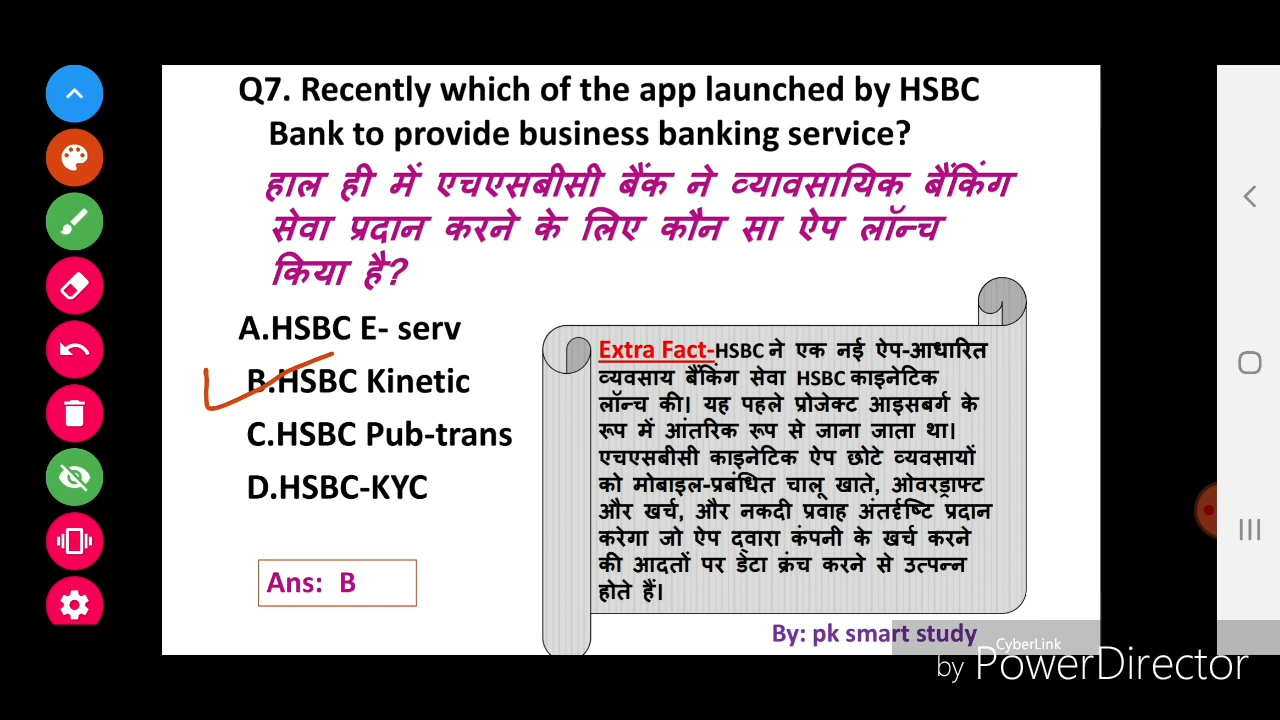 Q7. Recently which of the app launched by HSBC
Bank to provide business banking service?
हाल ही में एचएसबीसी बैंक ने व्यावसायिक बैंकिंग
सेवा प्रदान करने के लिए कौन सा ऐप लॉन्च
किया है?
A.HSBC E- serv
B.HSBC Kinetic
C.HSBC Pub-trans
D.HSBC-KYC
Ans: B
Extra Fact-HSBC ने एक नई ऐप-आधारित
व्यवसाय बैंकिंग सेवा HSBC काइनेटिक
लॉन्च की। यह पहले प्रोजेक्ट आइसबर्ग के
रूप में आंतरिक रूप से जाना जाता था।
एचएसबीसी काइनेटिक ऐप छोटे व्यवसायों
को मोबाइल-प्रबंधित चालू खाते, ओवरड्राफ्ट
और खर्च, और नकदी प्रवाह अंतर्दृष्टि प्रदान
करेगा जो ऐप द्वारा कंपनी के खर्च करने
की आदतों पर डेटा क्रंच करने से उत्पन्न
होते हैं।
By: pk smart study
CyberLink
by PowerDirector